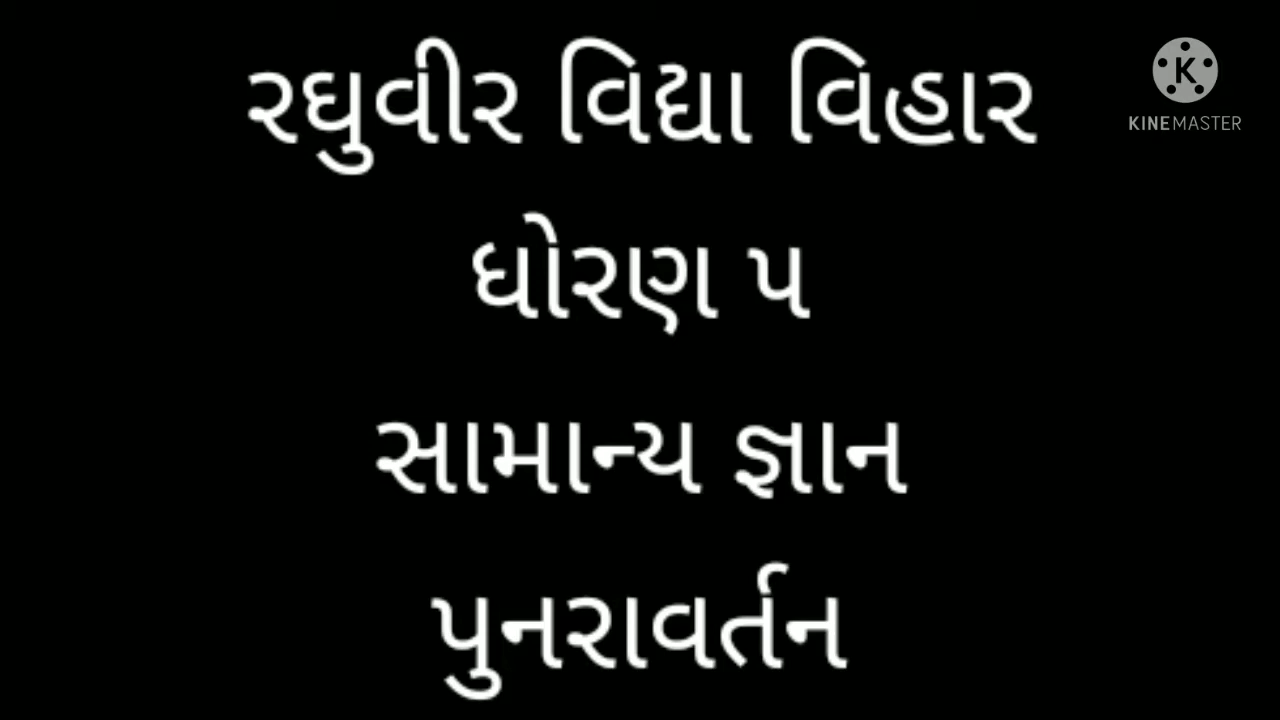 રઘુવીર વિદ્યા વિહાર
K
KINEMASTER
ધોરણ ૫
સામાન્ય જ્ઞાન
પુનરાવર્તન